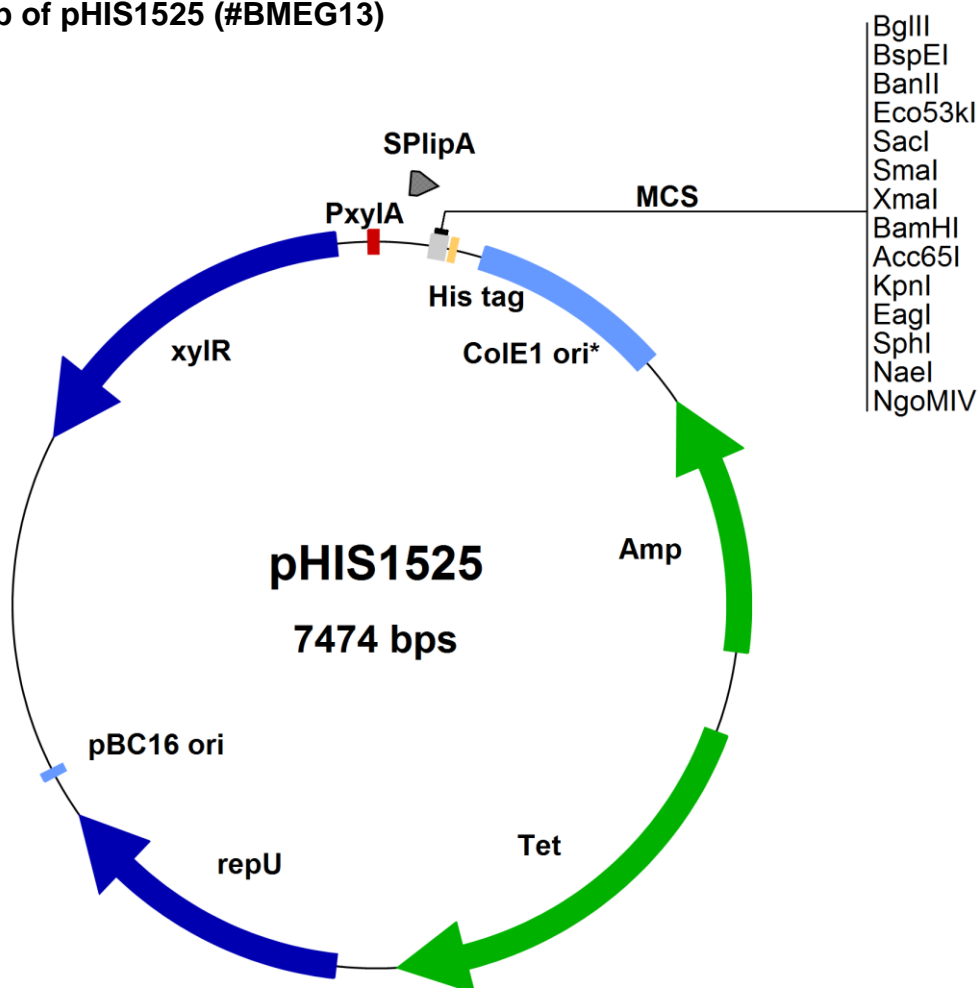 p of pHIS1525 (#BMEG13)
BglII
BspEI
BanII
Eco53kI
SacI
SmaI
XmaI
BamHI
Acc65I
KpnI
EagI
SphI
NaeI
NgoMIV
SPlipA
MCS
PxylA
His tag
xylR
ColE1 ori*
Amp
pHIS1525
7474 bps
pBC16 ori
Tet
repU